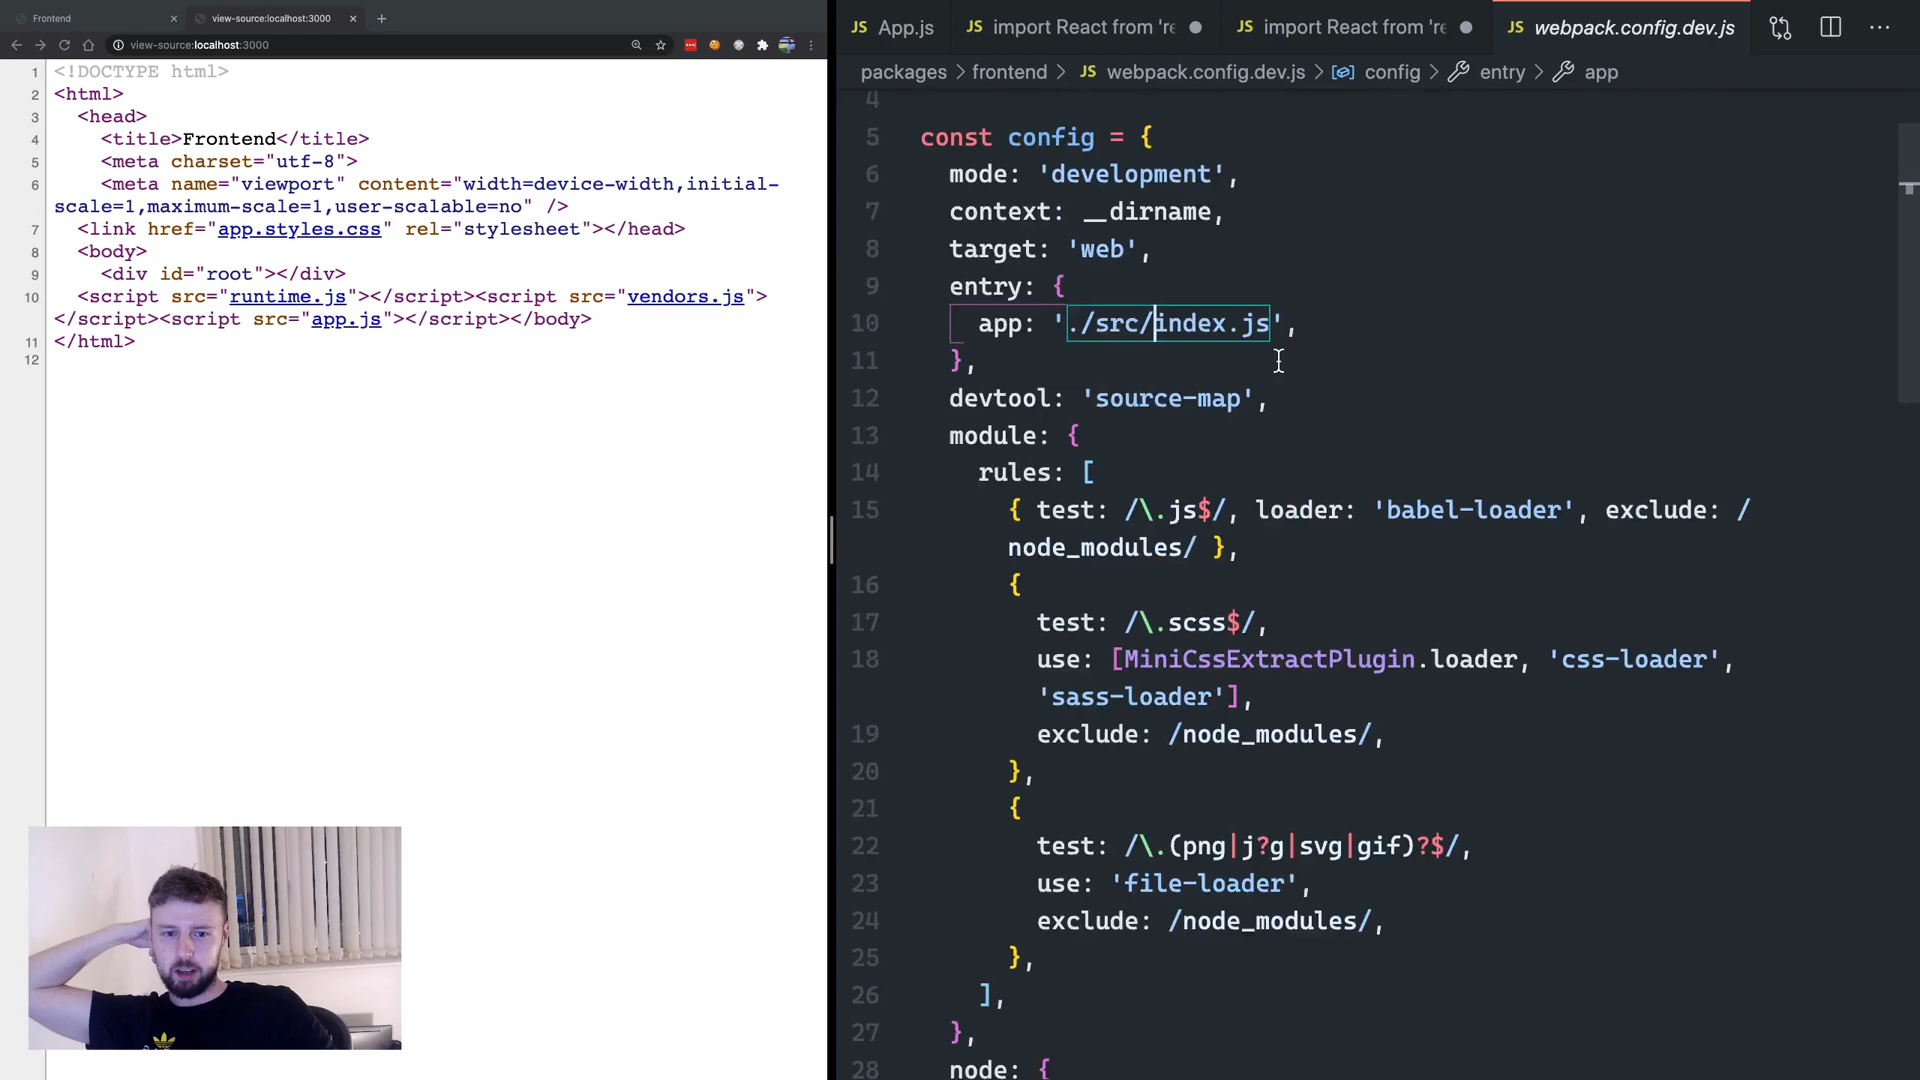 Frontend
view-source:localhost:3000
view-source:localhost:3000
1 <!DOCTYPE html>
2 <html>
3 <head>
4 <title>Frontend</title>
5 <meta charset="utf-8">
6 <meta name="viewport" content="width=device-width,initial-
scale=1,maximum-scale=1,user-scalable=no" />
7 <link href="app.styles.css" rel="stylesheet"></head>
8 <body>
9 <div id="root"></div>
10 <script src="runtime.js"></script><script src="vendors.js">
</script><script src="app.js"></script></body>
11 </html>
12
JS App.js
JS import React from 're
JS import React from 're
JS webpack.config.dev.js
packages > frontend > JS webpack.config.dev.js > config > entry > app
4
5 const config = {
6 mode: 'development',
7 context: __dirname,
8 target: 'web',
9 entry: {
10 app: './src/index.js',
11 },
12 devtool: 'source-map',
13 module: {
14 rules: [
15 { test: /\.js$/, loader: 'babel-loader', exclude: /
node_modules/ },
16 {
17 test: /\.scss$/,
18 use: [MiniCssExtractPlugin.loader, 'css-loader',
'sass-loader'],
19 exclude: /node_modules/,
20 },
21 {
22 test: /\.(png|j?g|svg|gif)?$/,
23 use: 'file-loader',
24 exclude: /node_modules/,
25 },
26 ],
27 },
28 node: {